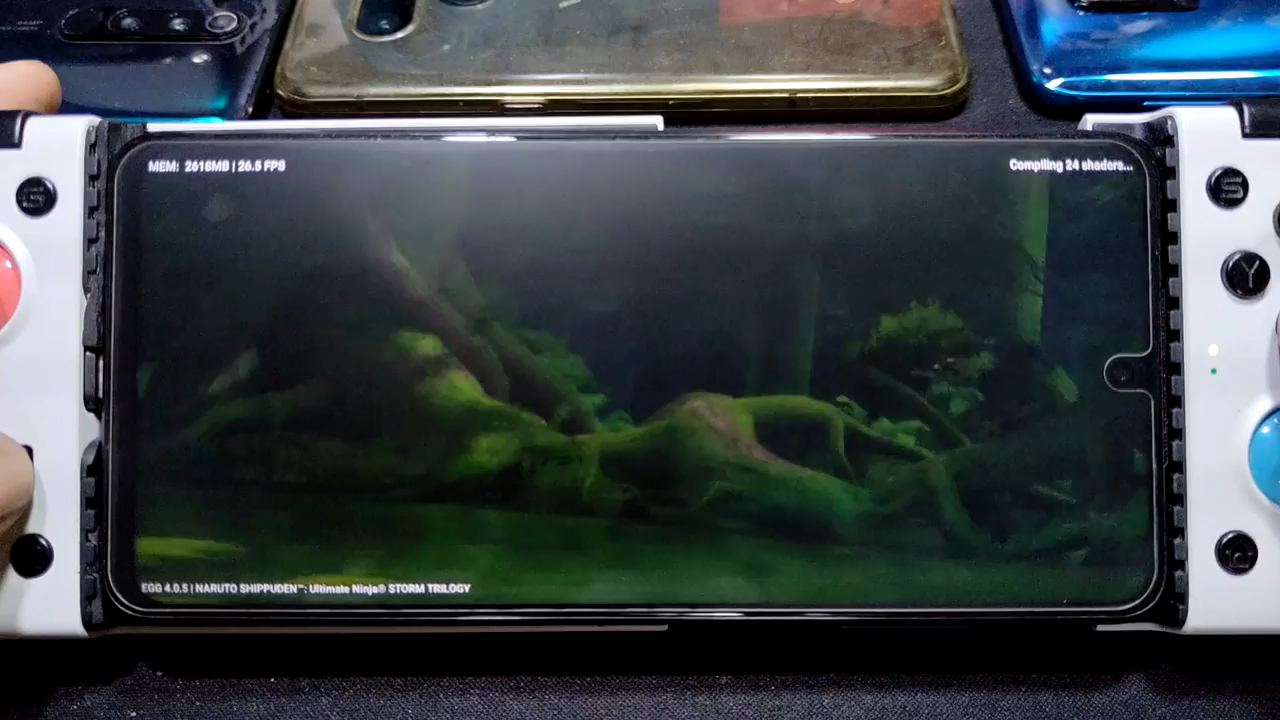 MEM: 2618MB | 26.5 FPS
Compiling 24 shaders...
S
S
Y
EGG 4.0.5 | NARUTO SHIPPUDEN™: Ultimate Ninja® STORM TRILOGY